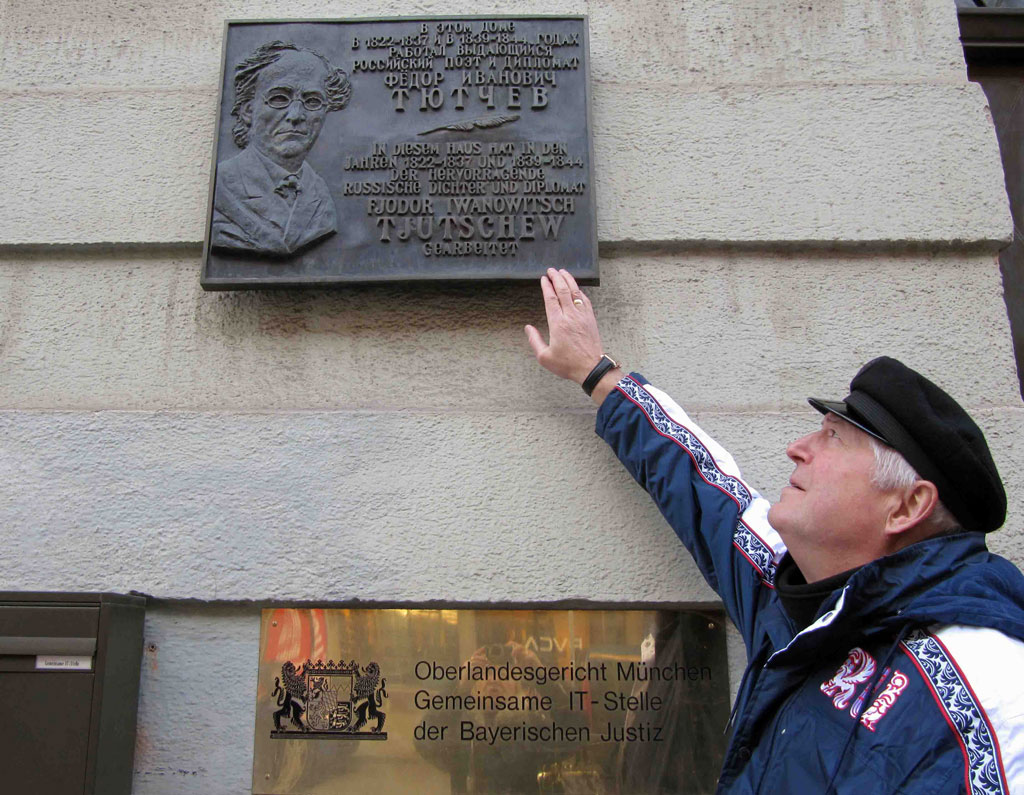 В ЭТОМ ДОМЕ
В 1822-1837 И В 1839-1844 ГОДАХ
РАБОТАЛ ВЫДАЮЩИЙСЯ
РОССИЙСКИЙ ПОЭТ И ДИПЛОМАТ
ФЁДОР ИВАНОВИЧ
ТЮТЧЕВ
IN DIESEM HAUS HAT IN DEN
JAHREN 1822-1837 UND 1839-1844
DER HERVORRAGENDE
RUSSISCHE DICHTER UND DIPLOMAT
FJODOR IWANOWITSCH
TJUTSCHEW
GEARBEITET
Oberlandesgericht München
Gemeinsame IT-Stelle
der Bayerischen Justiz